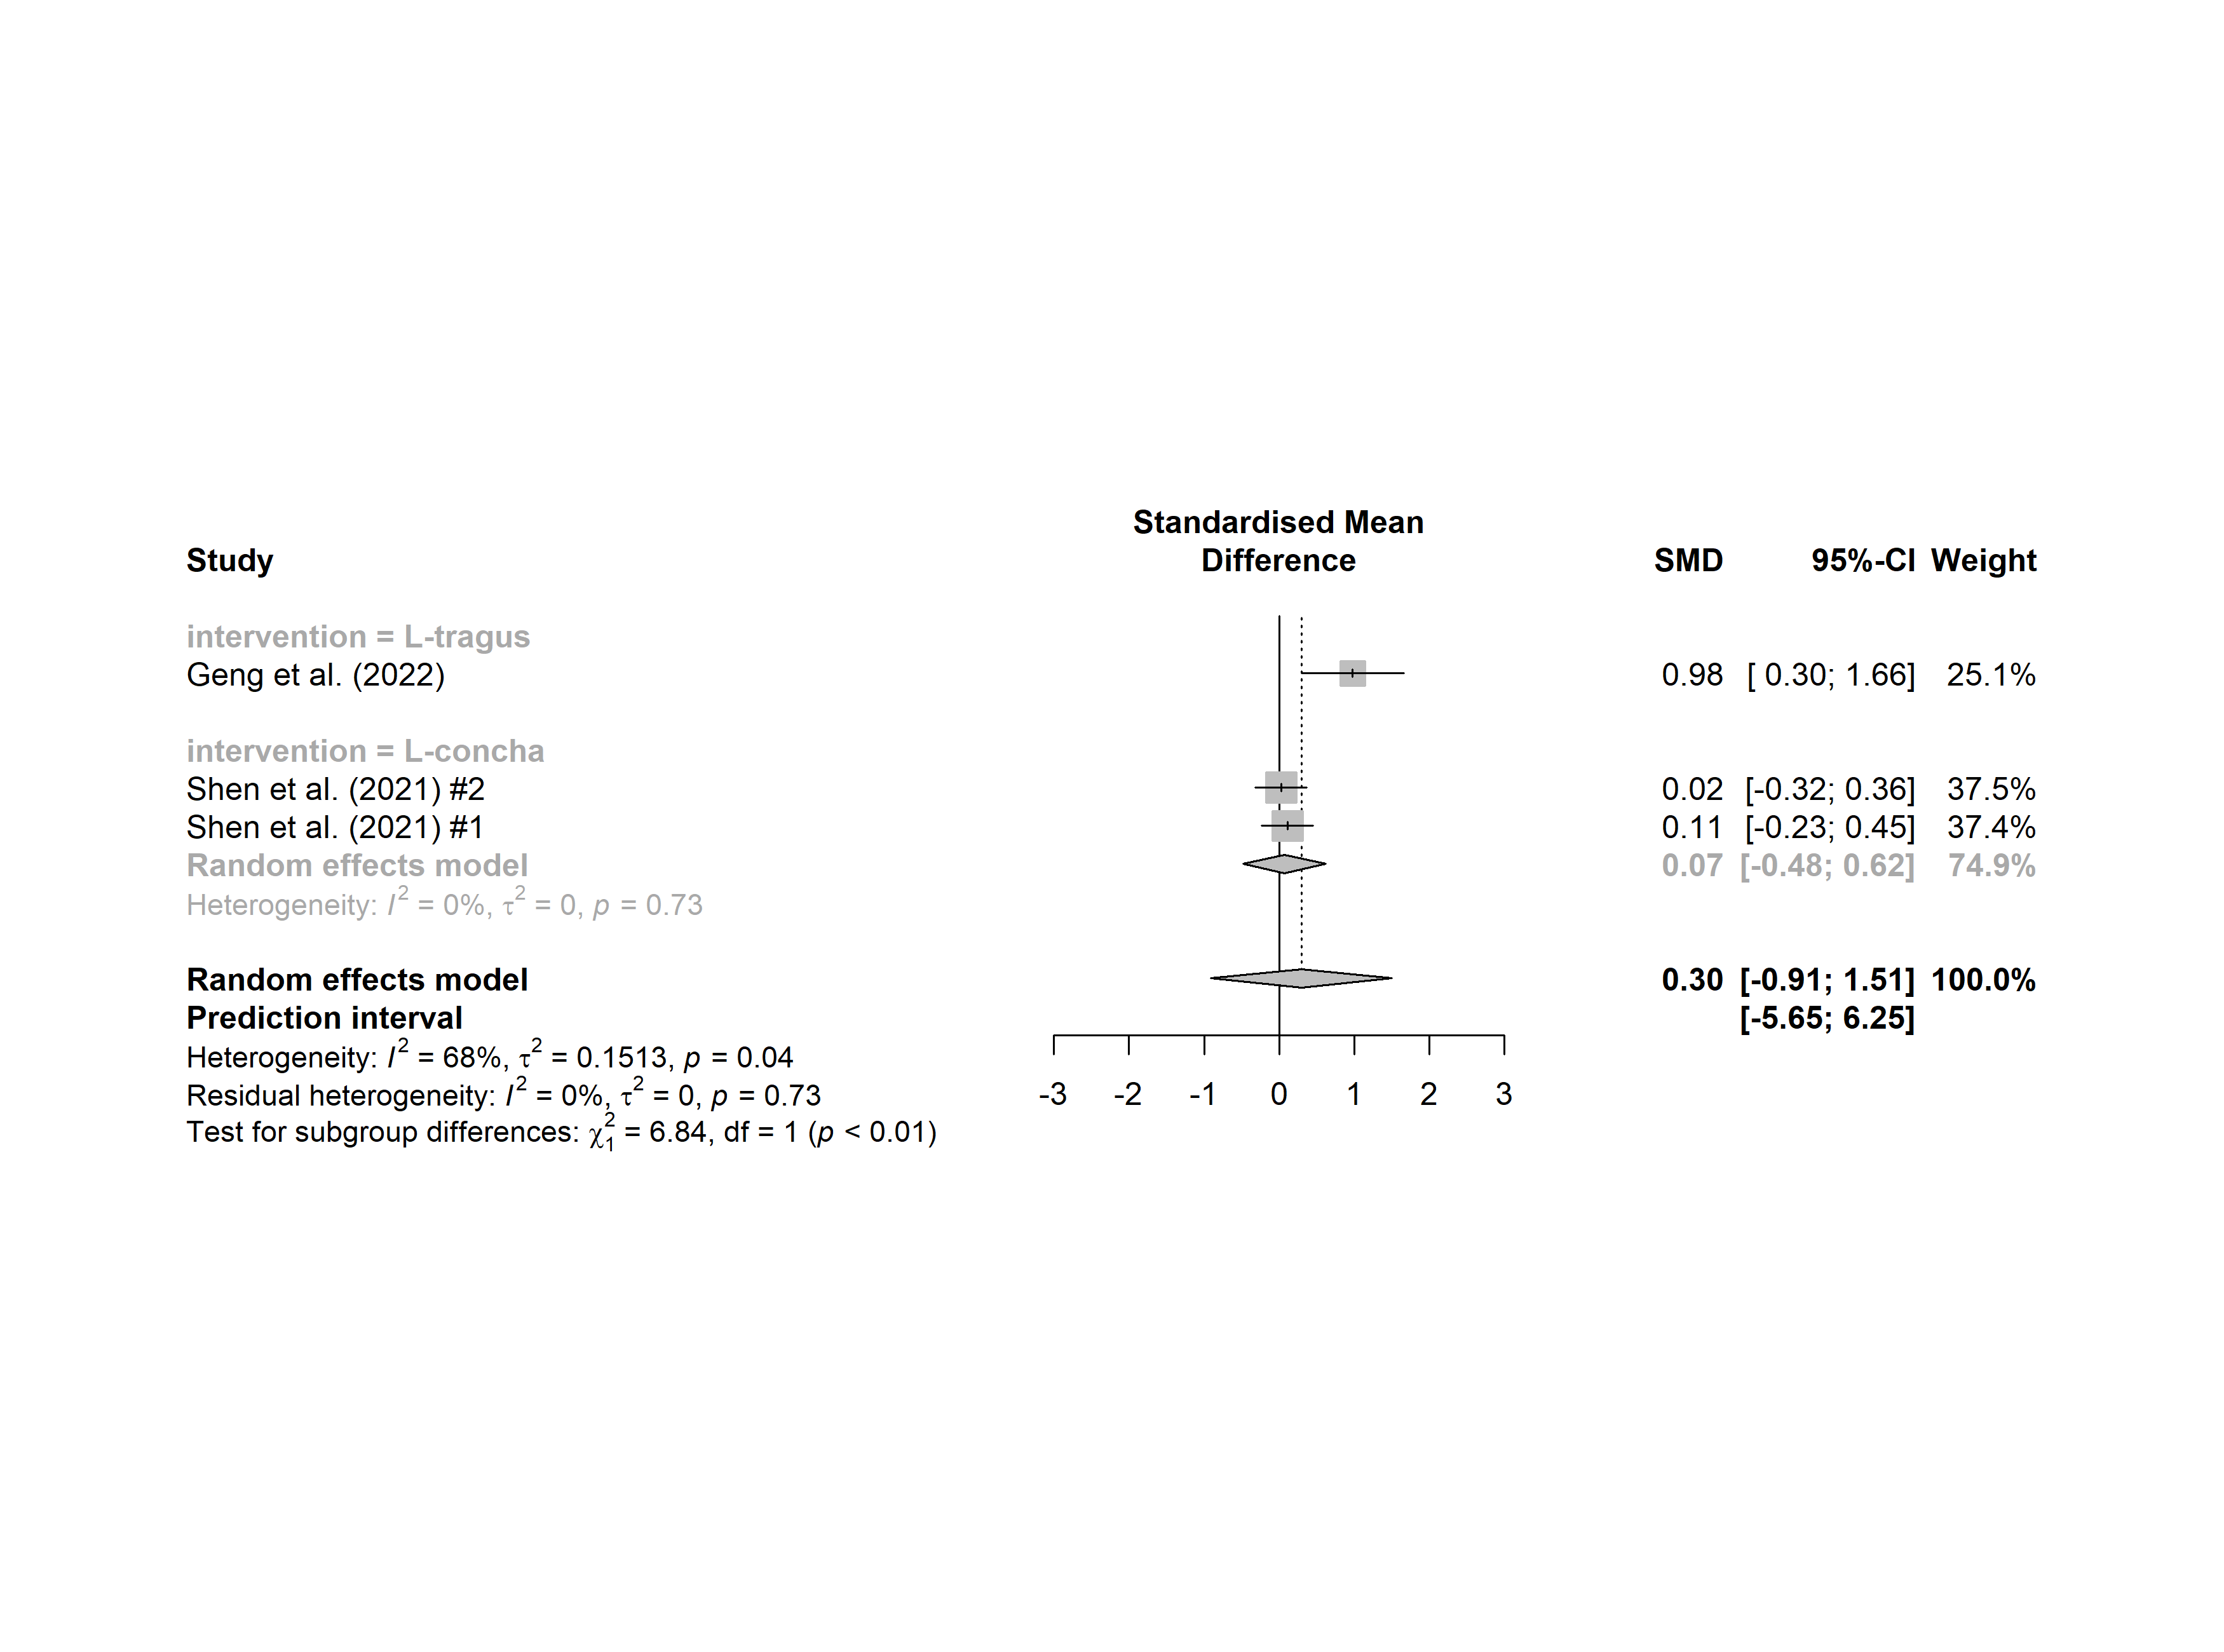 Standardised Mean
Study Difference SMD 95%-CI Weight
intervention = L-tragus
Geng et al. (2022) 0.98 [ 0.30; 1.66] 25.1%
intervention = L-concha
Shen et al. (2021) #2 0.02 [-0.32; 0.36] 37.5%
Shen et al. (2021) #1 0.11 [-0.23; 0.45] 37.4%
Random effects model 0.07 [-0.48; 0.62] 74.9%
Heterogeneity: I² = 0%, τ² = 0, p = 0.73
Random effects model 0.30 [-0.91; 1.51] 100.0%
Prediction interval [-5.65; 6.25]
Heterogeneity: I² = 68%, τ² = 0.1513, p = 0.04
Residual heterogeneity: I² = 0%, τ² = 0, p = 0.73
-3 -2 -1 0 1 2 3
Test for subgroup differences: χ²₁ = 6.84, df = 1 (p < 0.01)